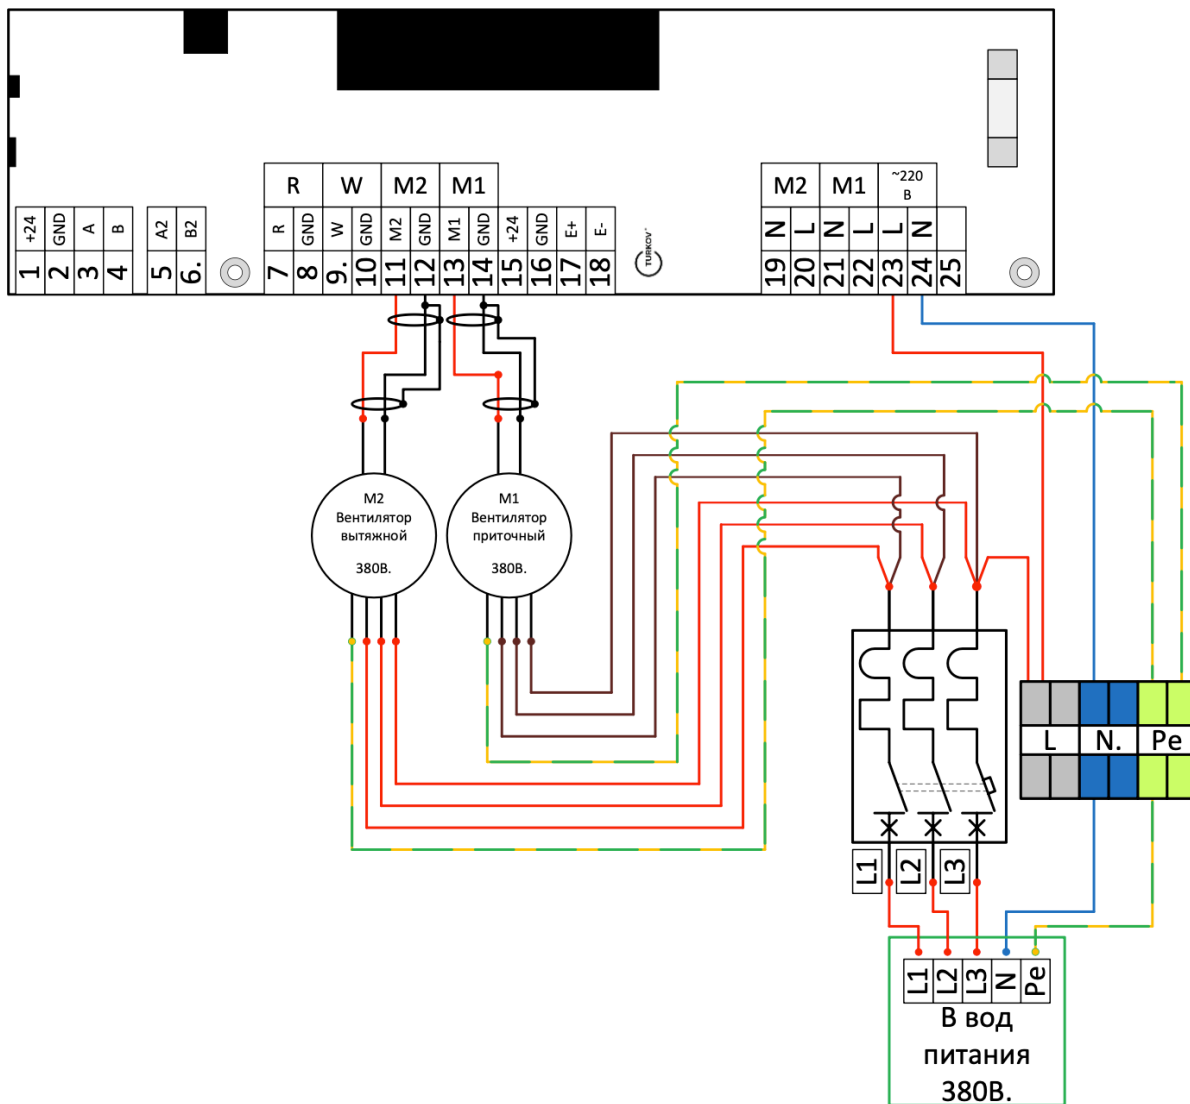 R W M2 M1
M2 M1 ~220
В
+24 GND A B A2 B2 R GND W GND M2 GND M1 GND +24 GND E+ E-
N L N L L N
1 2 3 4 5 6. 7 8 9. 10 11 12 13 14 15 16 17 18
TURKOV
19 20 21 22 23 24 25
M2
Вентилятор
вытяжной
380В.
M1
Вентилятор
приточный
380В.
L N. Pe
L1 L2 L3
L1 L2 L3 N Pe
В вод
питания
380В.